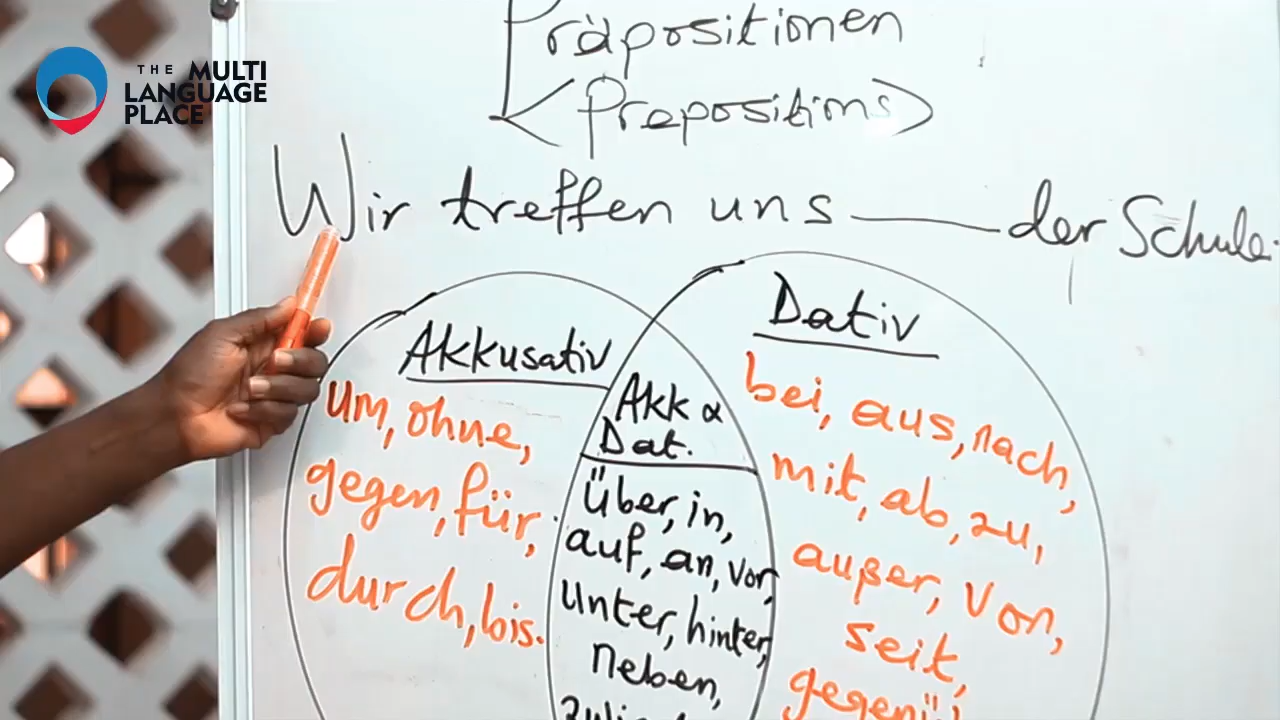 THE MULTI
LANGUAGE
PLACE
Präpositionen
(Prepositions)
Wir treffen uns ——— der Schule.
Akkusativ
um, ohne,
gegen, für,
durch, bis.
Akk &
Dat.
Über, in,
auf, an, vor,
unter, hinter,
neben,
Dativ
bei, aus, nach,
mit, ab, zu,
außer, von,
seit,